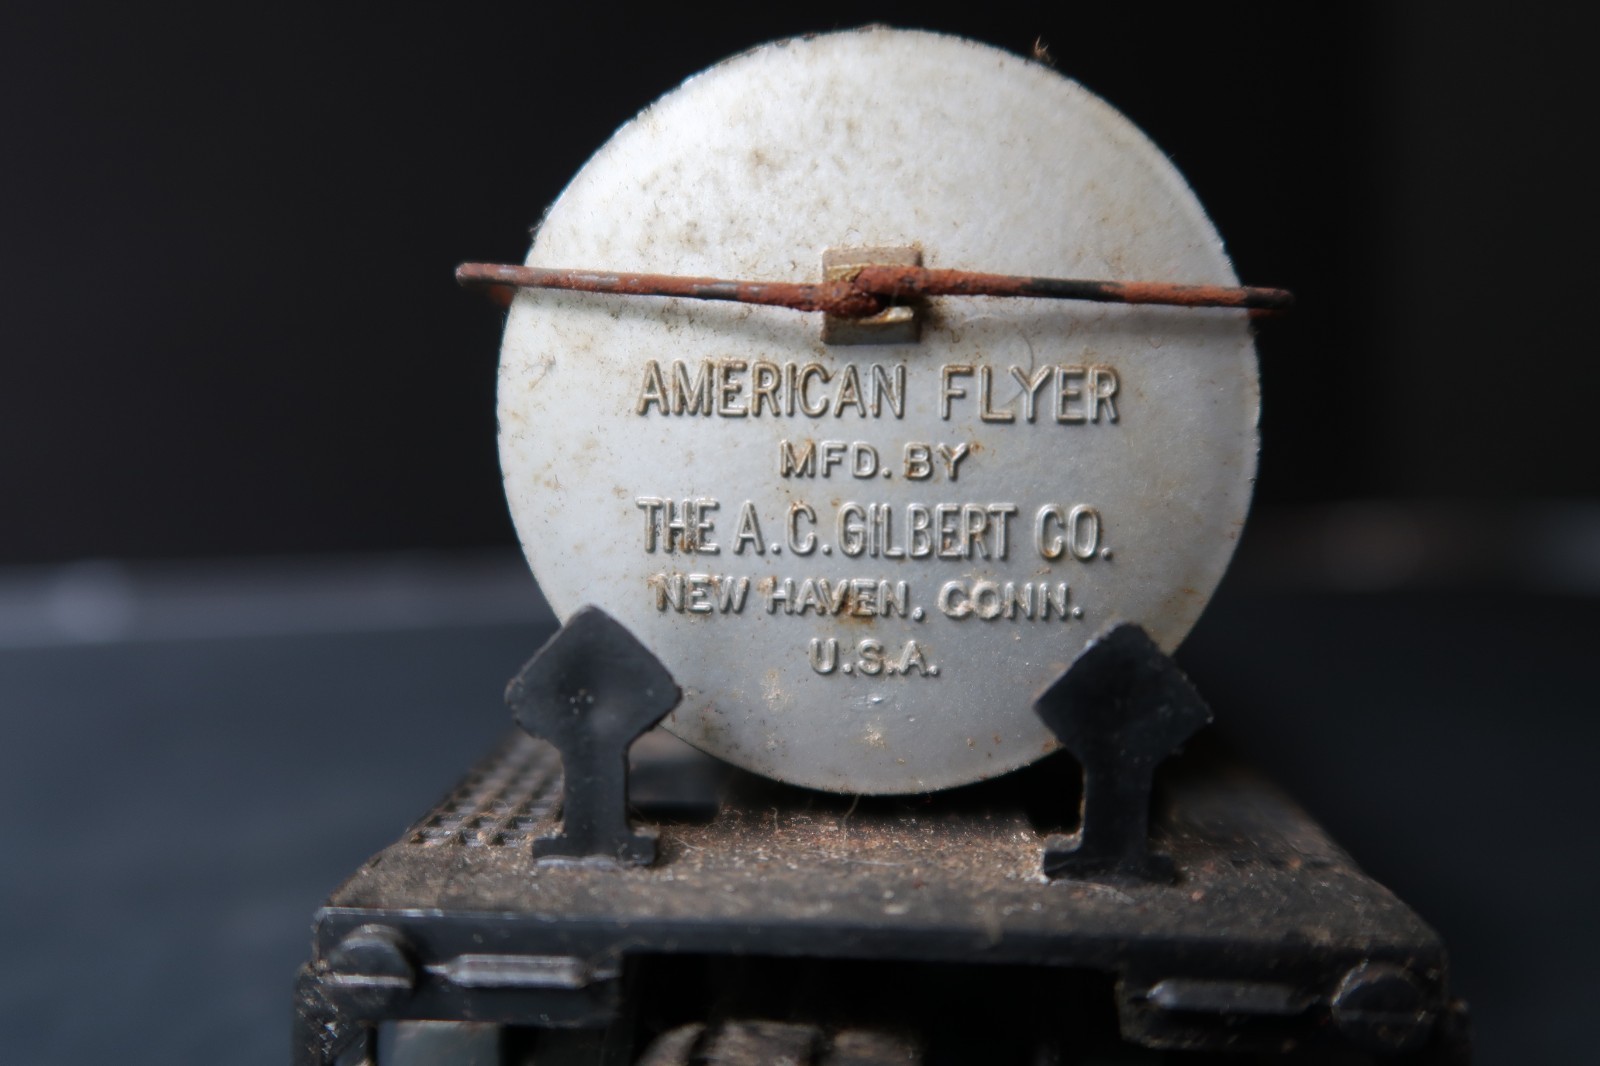 AMERICAN FLYER
MFD. BY
THE A.C. GILBERT CO.
NEW HAVEN, CONN.
U.S.A.